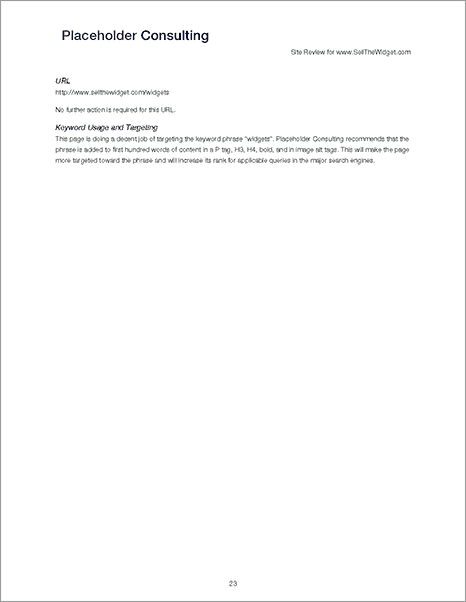 Placeholder Consulting
Site Review for www.SellTheWidget.com
URL
http://www.sellthewidget.com/widgets
No further action is required for this URL.
Keyword Usage and Targeting
This page is doing a decent job of targeting the keyword phrase "widgets". Placeholder Consulting recommends that the
phrase is added to first hundred words of content in a P tag, H3, H4, bold, and in image alt tags. This will make the page
more targeted toward the phrase and will increase its rank for applicable queries in the major search engines.
23